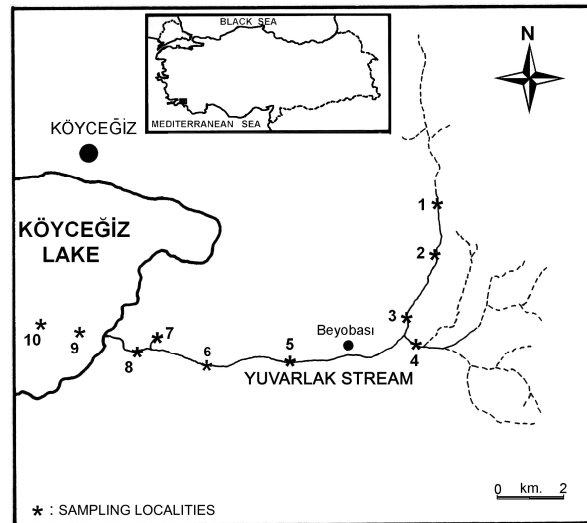 BLACK SEA
MEDITERRANEAN SEA
N
KÖYCEĞİZ
KÖYCEĞİZ
LAKE
1
2
3
4
Beyobası
5
6
7
8
9
10
YUVARLAK STREAM
0 km. 2
* : SAMPLING LOCALITIES